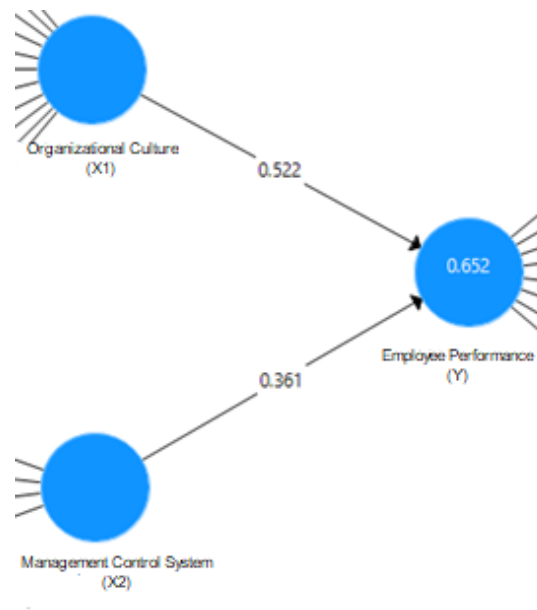 Organizational Culture
(X1)
0.522
0.652
Employee Performance
(Y)
0.361
Management Control System
(X2)